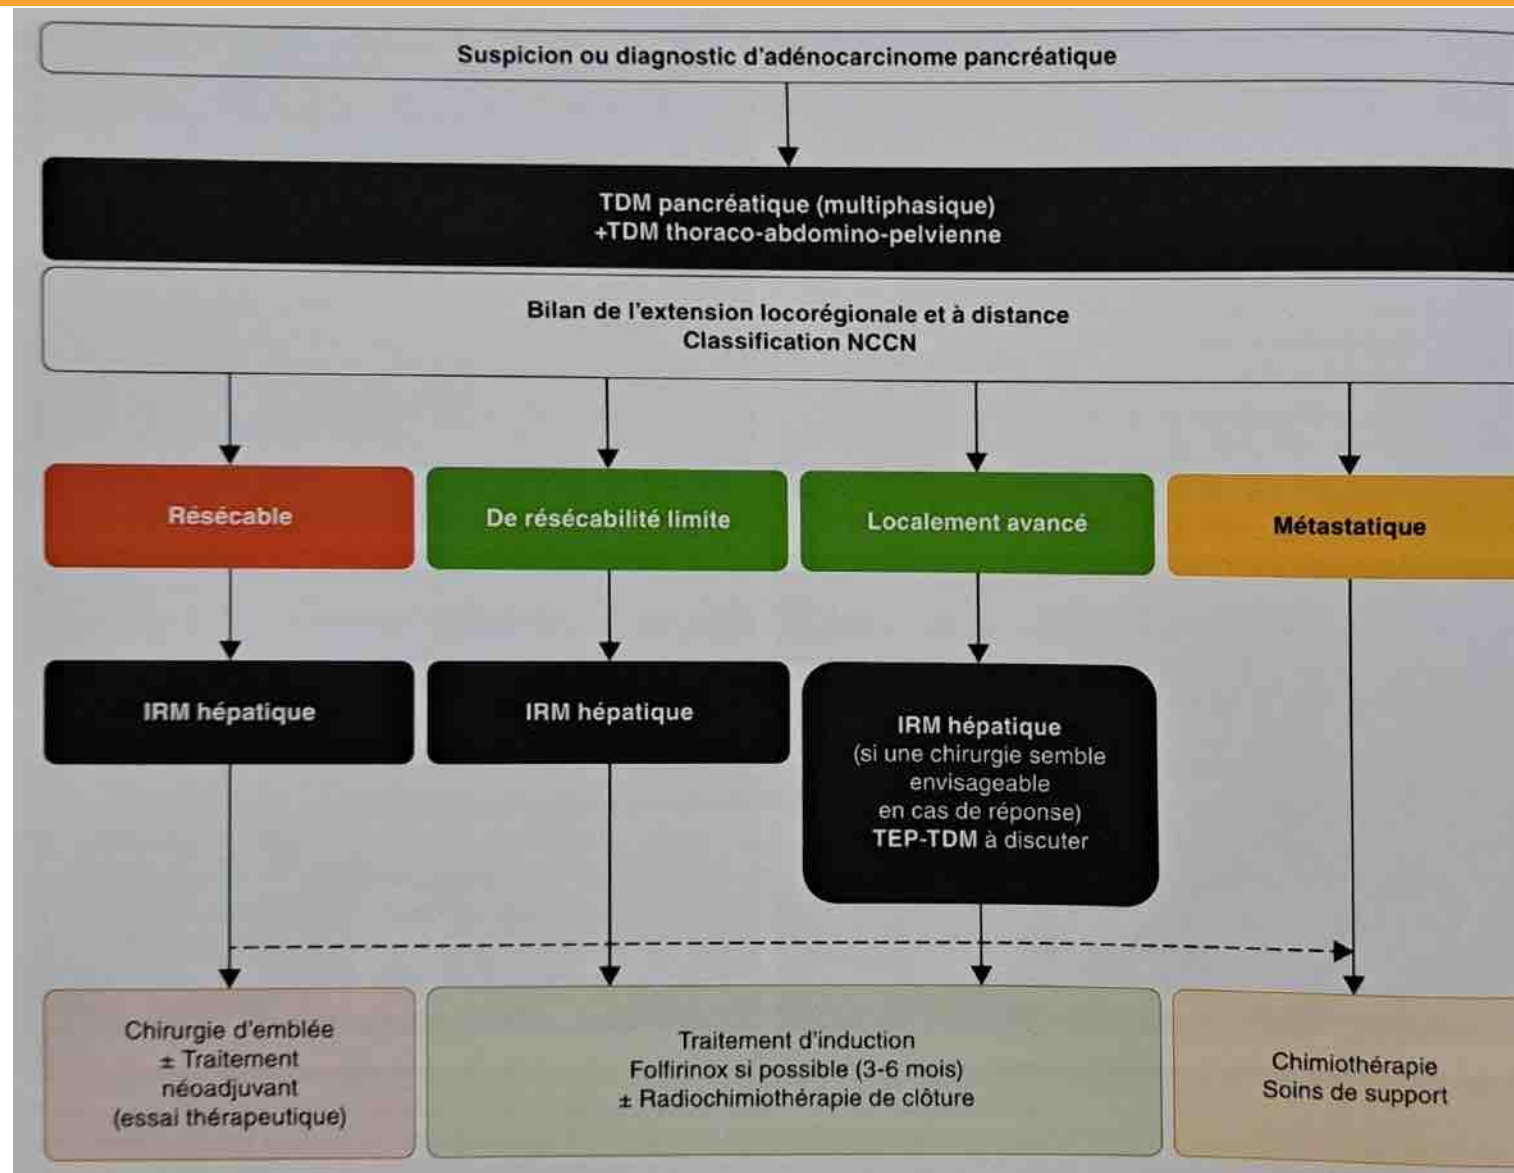 Suspicion ou diagnostic d'adénocarcinome pancréatique
TDM pancréatique (multiphasique)
+TDM thoraco-abdomino-pelvienne
Bilan de l'extension locorégionale et à distance
Classification NCCN
Résécable
De résécabilité limite
Localement avancé
Métastatique
IRM hépatique
IRM hépatique
IRM hépatique
(si une chirurgie semble
envisageable
en cas de réponse)
TEP-TDM à discuter
Chirurgie d'emblée
± Traitement
néoadjuvant
(essai thérapeutique)
Traitement d'induction
Folfirinox si possible (3-6 mois)
± Radiochimiothérapie de clôture
Chimiothérapie
Soins de support